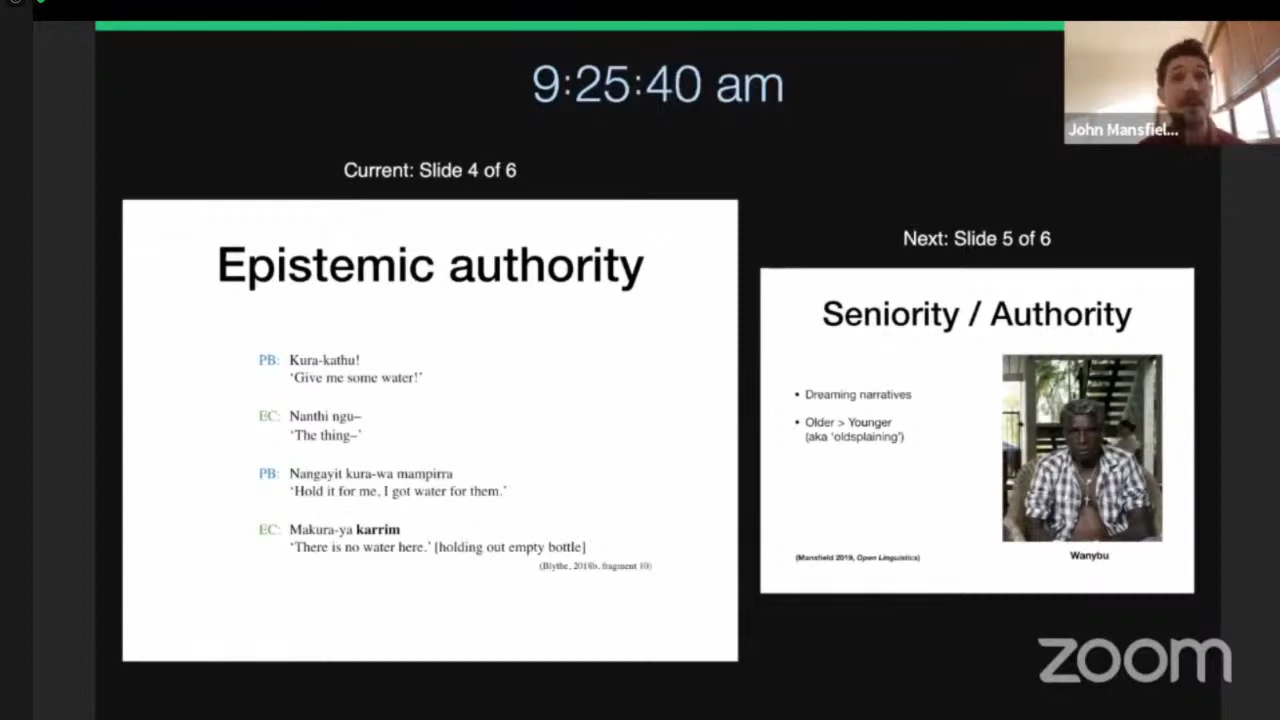 9:25:40 am
John Mansfiel...
Current: Slide 4 of 6
Epistemic authority
PB: Kura-kathu!
‘Give me some water!’
EC: Nanthi ngu–
‘The thing–’
PB: Nangayit kura-wa mampirra
‘Hold it for me, I got water for them.’
EC: Makura-ya karrim
‘There is no water here.’ [holding out empty bottle]
(Blythe, 2018b, fragment 10)
Next: Slide 5 of 6
Seniority / Authority
• Dreaming narratives
• Older > Younger
(aka ‘oldsplaining’)
(Mansfield 2019, Open Linguistics)
Wanybu
zoom